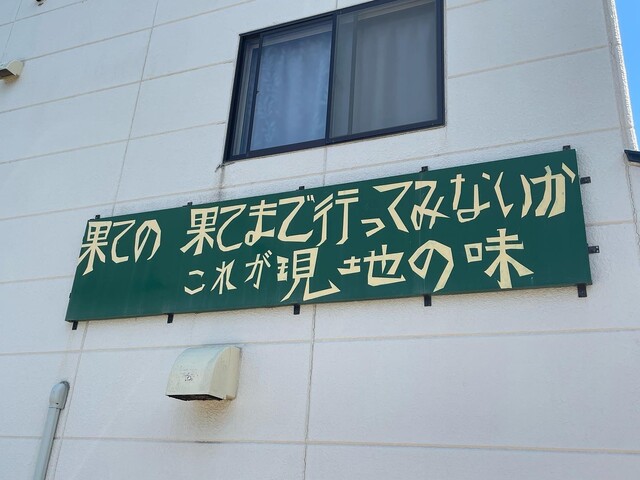 果ての 果てまで行ってみないか
これが現地の味